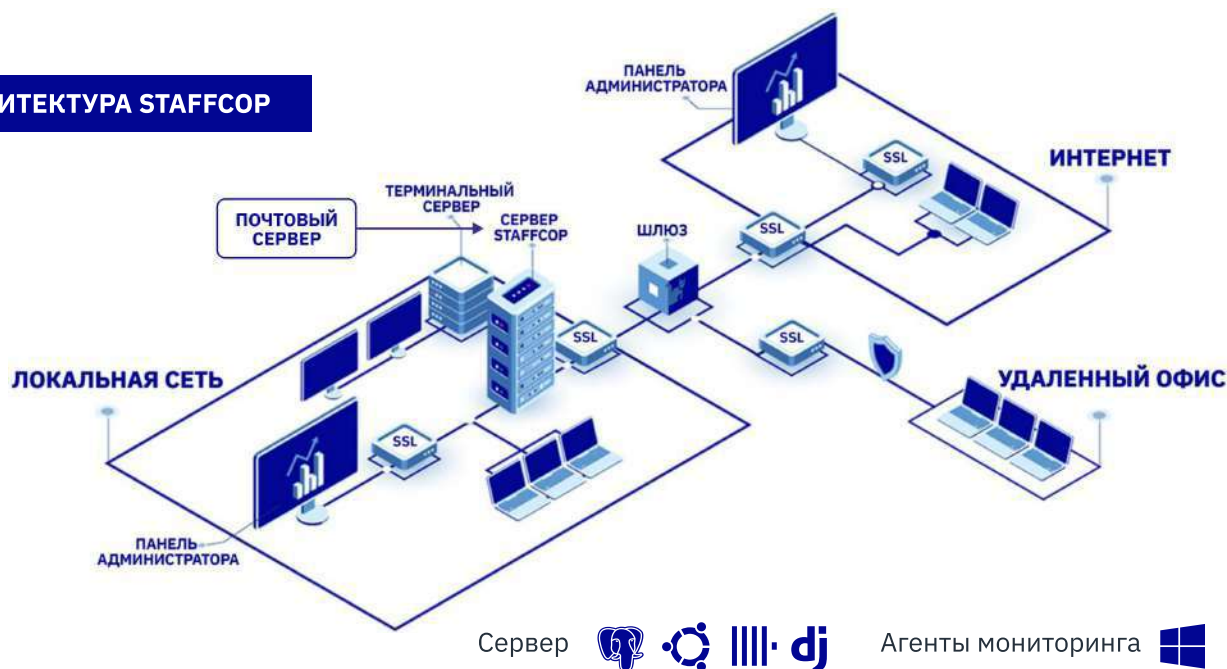 ИТЕКТУРА STAFFCOP
ПАНЕЛЬ
АДМИНИСТРАТОРА
SSL
ИНТЕРНЕТ
ТЕРМИНАЛЬНЫЙ
СЕРВЕР
ПОЧТОВЫЙ
СЕРВЕР
СЕРВЕР
STAFFCOP
ШЛЮЗ
SSL
SSL
SSL
ЛОКАЛЬНАЯ СЕТЬ
УДАЛЕННЫЙ ОФИС
SSL
ПАНЕЛЬ
АДМИНИСТРАТОРА
Сервер
dj
Агенты мониторинга